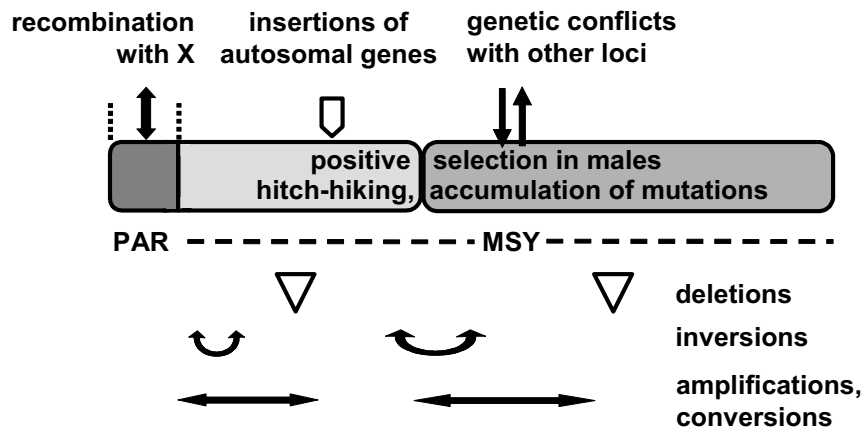 recombination
with X
insertions of
autosomal genes
genetic conflicts
with other loci
positive selection in males
hitch-hiking, accumulation of mutations
PAR MSY
deletions
inversions
amplifications,
conversions